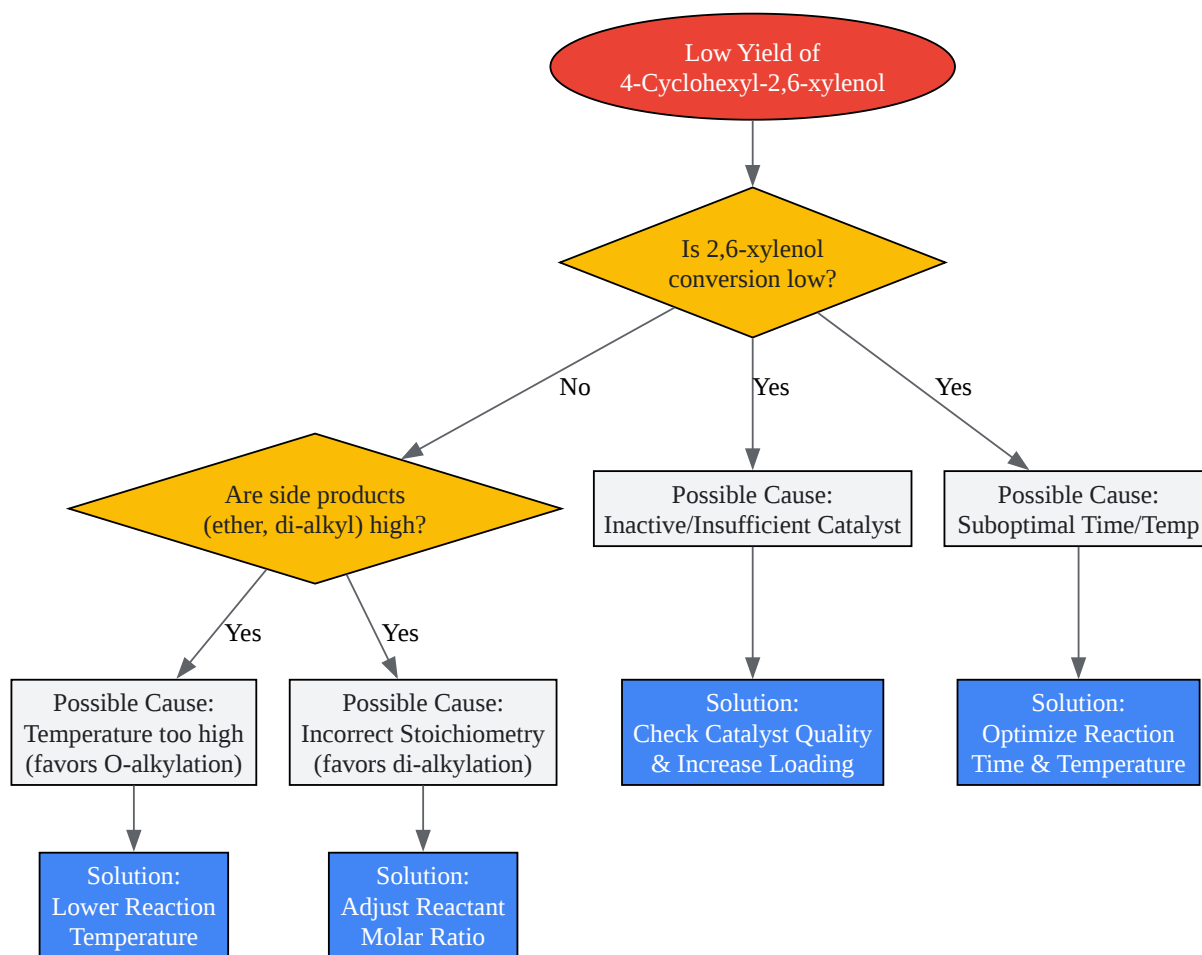 Low Yield of
4-Cyclohexyl-2,6-xylenol
Is 2,6-xylenol
conversion low?
No
Yes
Yes
Are side products
(ether, di-alkyl) high?
Possible Cause:
Inactive/Insufficient Catalyst
Possible Cause:
Suboptimal Time/Temp
Yes
Yes
Possible Cause:
Temperature too high
(favors O-alkylation)
Possible Cause:
Incorrect Stoichiometry
(favors di-alkylation)
Solution:
Check Catalyst Quality
& Increase Loading
Solution:
Optimize Reaction
Time & Temperature
Solution:
Lower Reaction
Temperature
Solution:
Adjust Reactant
Molar Ratio